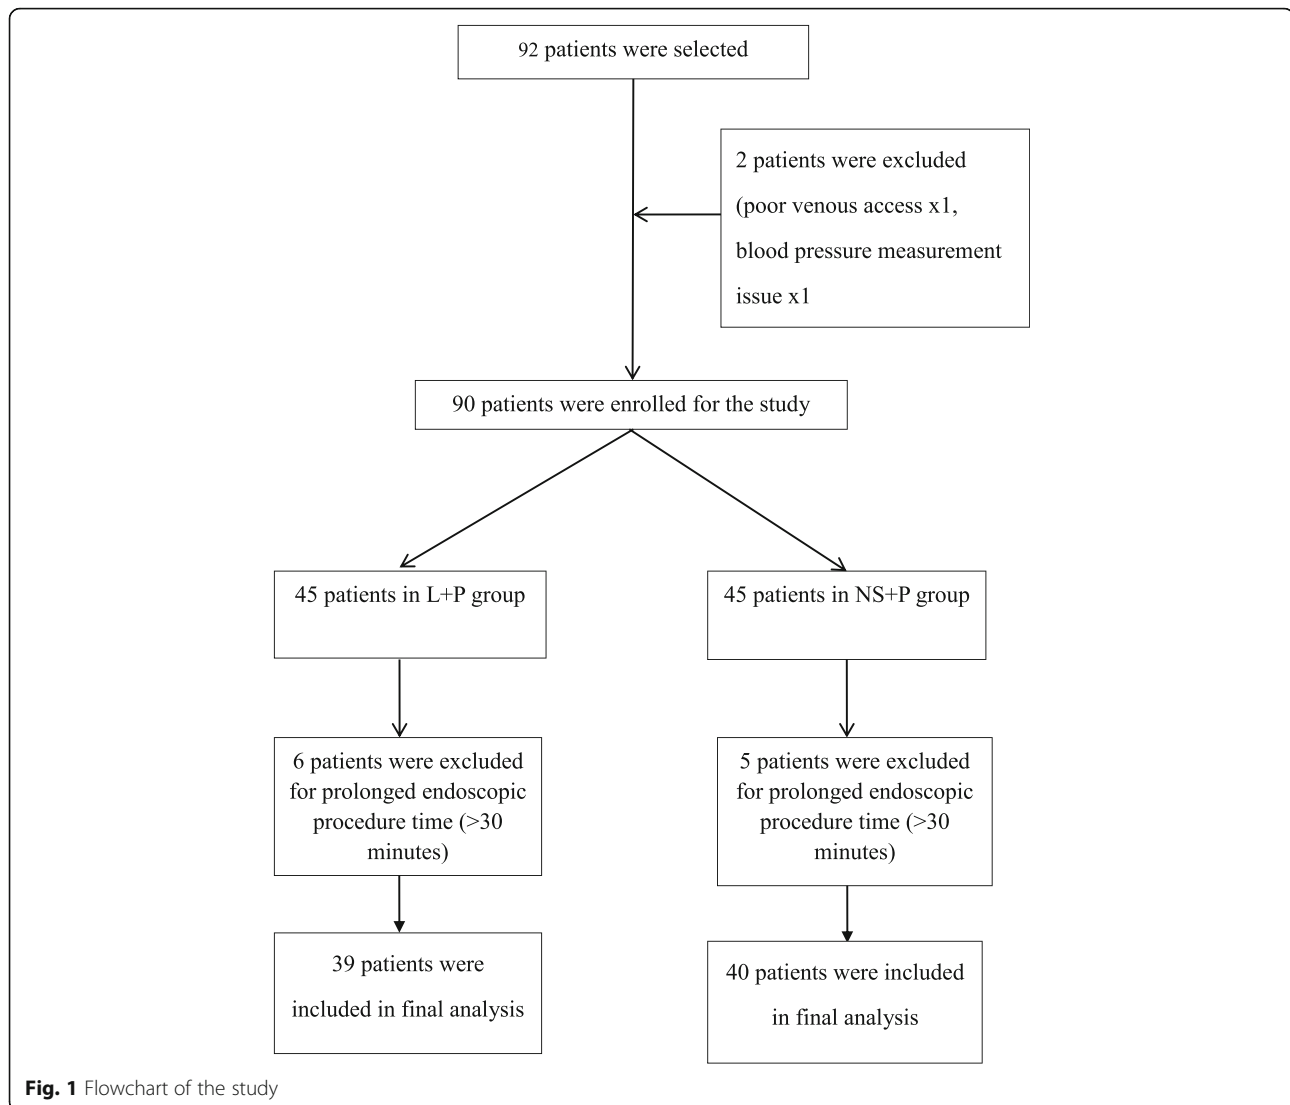 92 patients were selected
2 patients were excluded
(poor venous access x1,
blood pressure measurement
issue x1
90 patients were enrolled for the study
45 patients in L+P group
45 patients in NS+P group
6 patients were excluded
for prolonged endoscopic
procedure time (>30
minutes)
5 patients were excluded
for prolonged endoscopic
procedure time (>30
minutes)
39 patients were
included in final analysis
40 patients were included
in final analysis
Fig. 1 Flowchart of the study